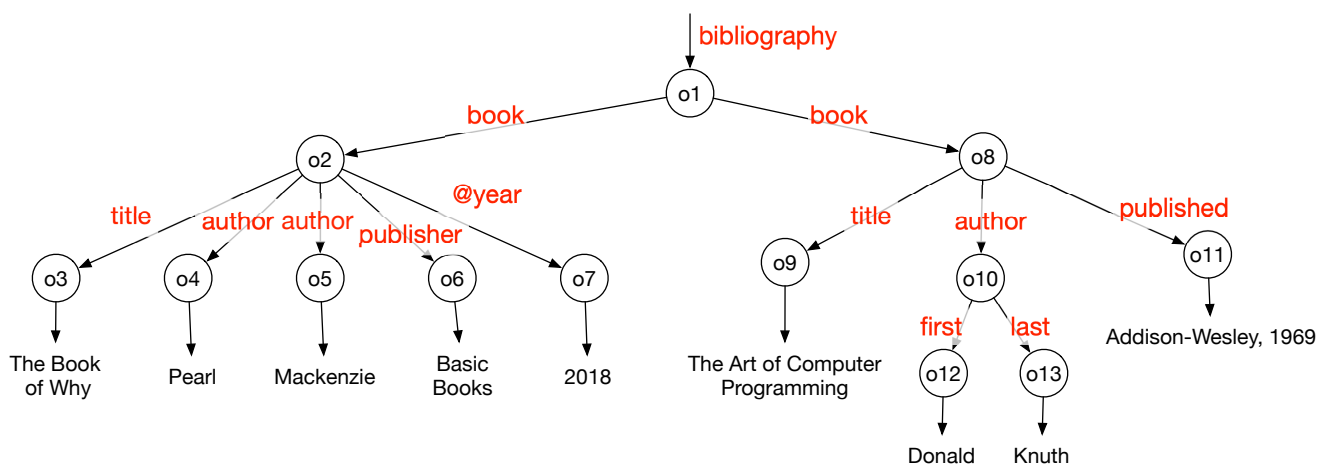 bibliography
o1
book
book
o2
o8
@year
title
author
author
publisher
title
author
published
o3
o4
o5
o6
o7
o9
o10
o11
first
last
The Book
of Why
Pearl
Mackenzie
Basic
Books
2018
The Art of Computer
Programming
o12
o13
Addison-Wesley, 1969
Donald
Knuth